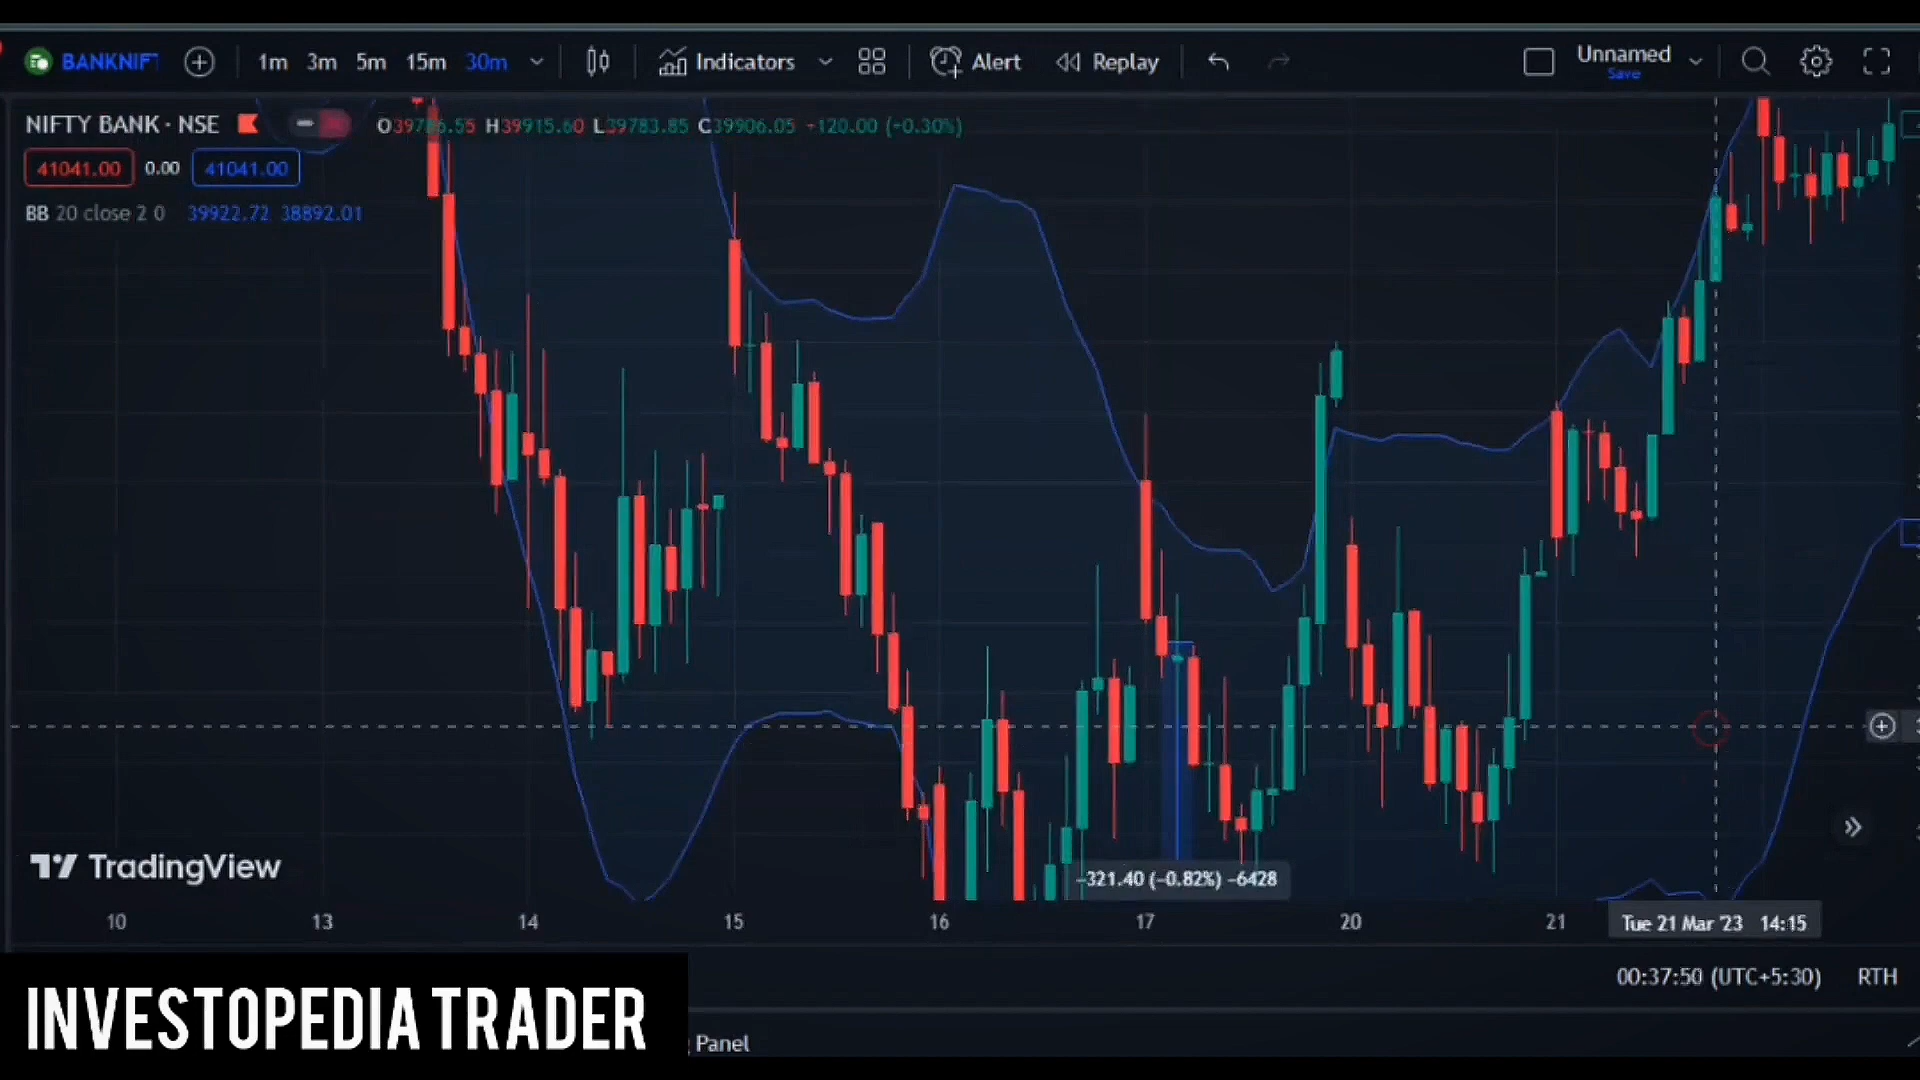 BANKNIFT
1m 3m 5m 15m 30m Indicators Alert Replay Unnamed
Save
NIFTY BANK · NSE O39786.55 H39915.60 L39783.85 C39906.05 +120.00 (+0.30%)
41041.00 0.00 41041.00
BB 20 close 2 0 39922.72 38892.01
TradingView
−321.40 (−0.82%) −6428
10 13 14 15 16 17 20 21 Tue 21 Mar '23 14:15
00:37:50 (UTC+5:30) RTH
INVESTOPEDIA TRADER
Panel